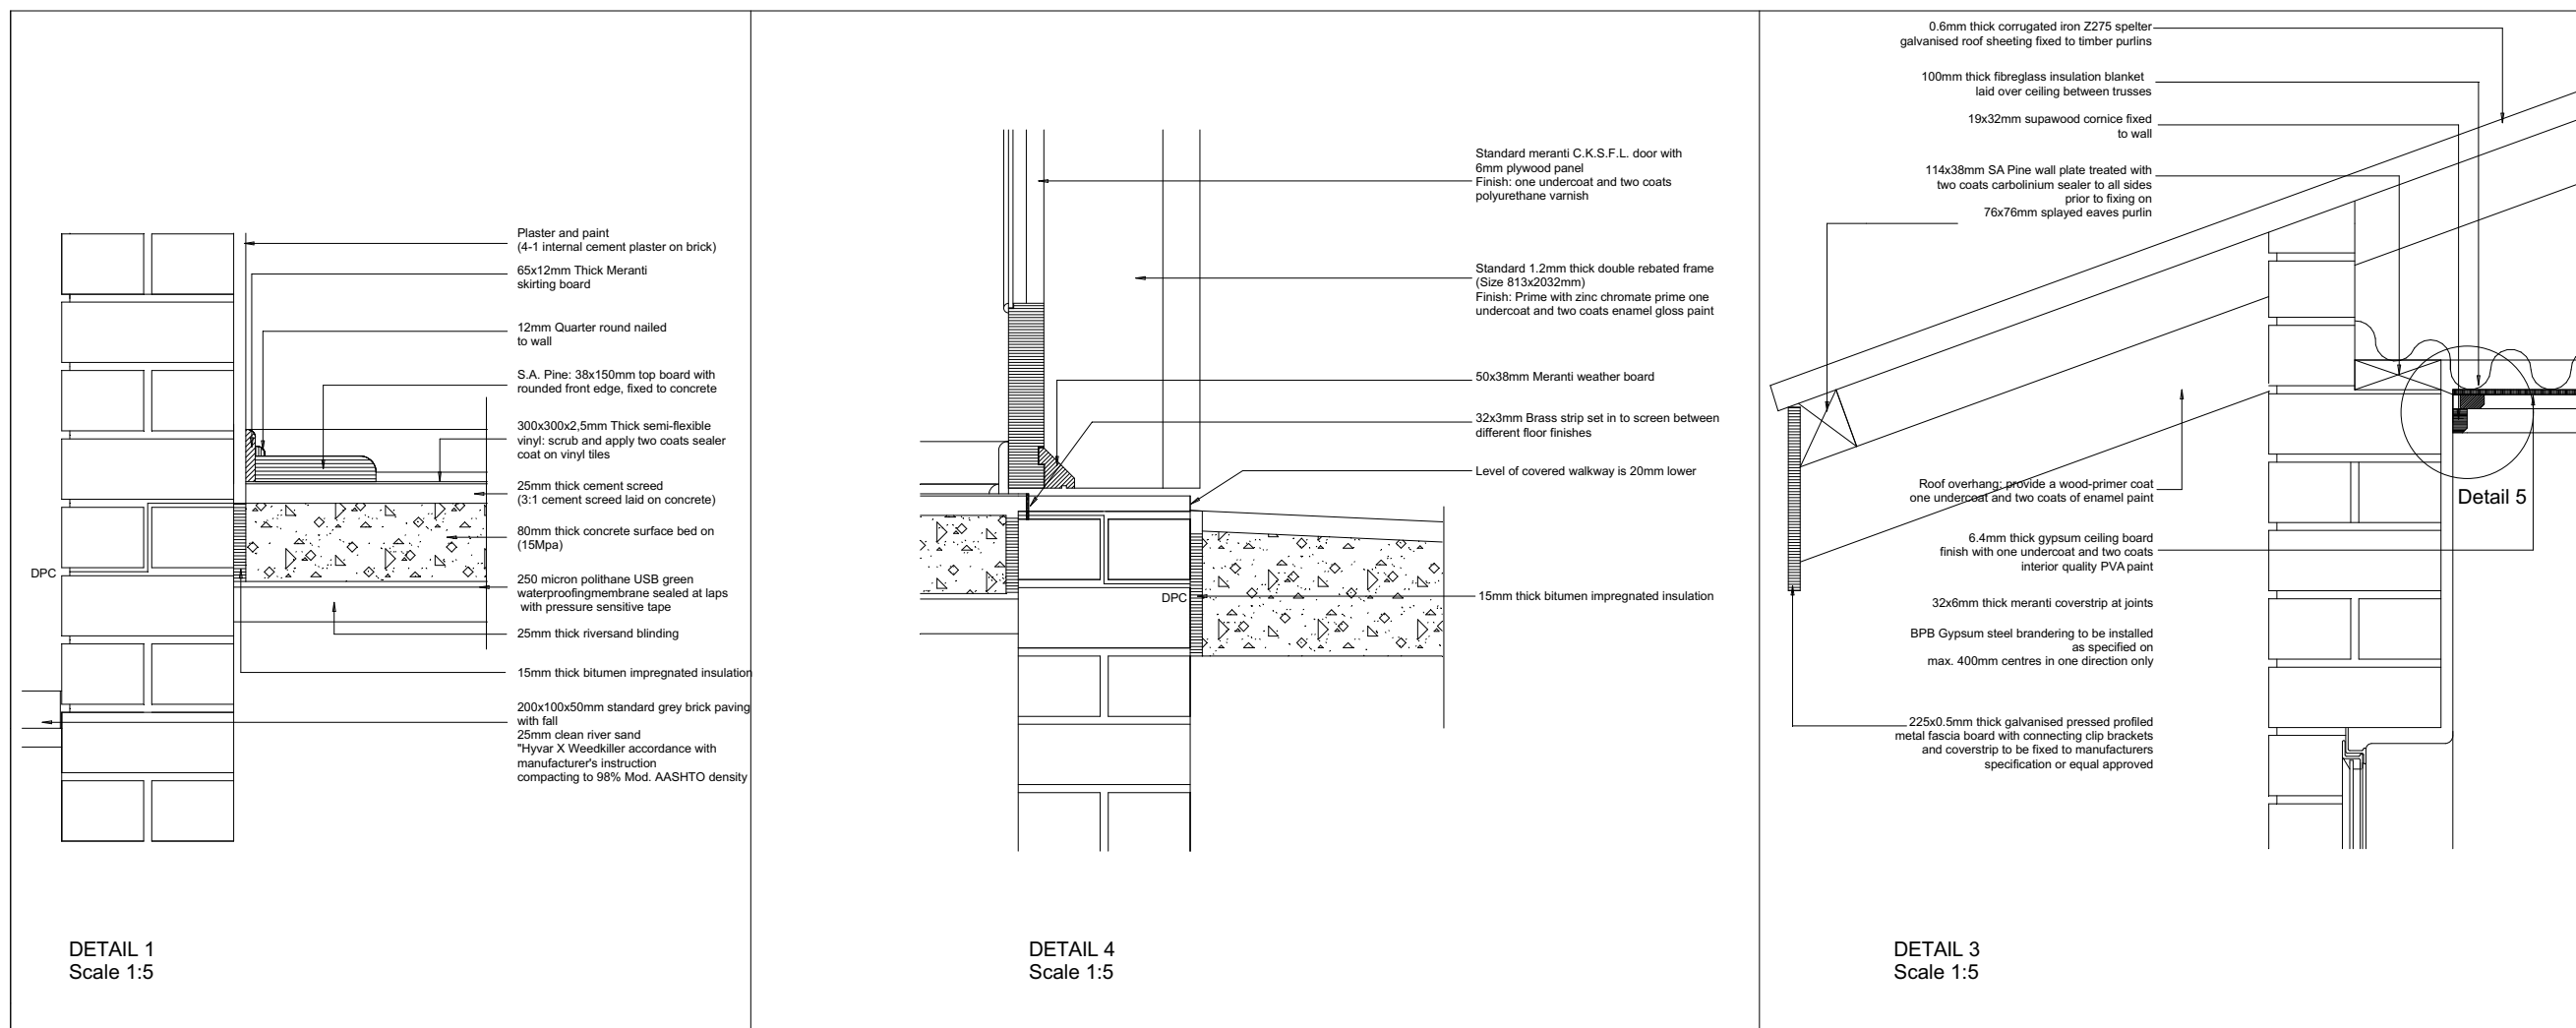 Plaster and paint
(4-1 internal cement plaster on brick)
65x12mm Thick Meranti
skirting board
12mm Quarter round nailed
to wall
S.A. Pine: 38x150mm top board with
rounded front edge, fixed to concrete
300x300x2,5mm Thick semi-flexible
vinyl: scrub and apply two coats sealer
coat on vinyl tiles
25mm thick cement screed
(3:1 cement screed laid on concrete)
80mm thick concrete surface bed on
(15Mpa)
DPC
250 micron polithane USB green
waterproofingmembrane sealed at laps
with pressure sensitive tape
25mm thick riversand blinding
15mm thick bitumen impregnated insulation
200x100x50mm standard grey brick paving
with fall
25mm clean river sand
"Hyvar X Weedkiller accordance with
manufacturer's instruction
compacting to 98% Mod. AASHTO density
DETAIL 1
Scale 1:5
Standard meranti C.K.S.F.L. door with
6mm plywood panel
Finish: one undercoat and two coats
polyurethane varnish
Standard 1.2mm thick double rebated frame
(Size 813x2032mm)
Finish: Prime with zinc chromate prime one
undercoat and two coats enamel gloss paint
50x38mm Meranti weather board
32x3mm Brass strip set in to screen between
different floor finishes
Level of covered walkway is 20mm lower
DPC
15mm thick bitumen impregnated insulation
DETAIL 4
Scale 1:5
0.6mm thick corrugated iron Z275 spelter
galvanised roof sheeting fixed to timber purlins
100mm thick fibreglass insulation blanket
laid over ceiling between trusses
19x32mm supawood cornice fixed
to wall
114x38mm SA Pine wall plate treated with
two coats carbolinium sealer to all sides
prior to fixing on
76x76mm splayed eaves purlin
Roof overhang: provide a wood-primer coat
one undercoat and two coats of enamel paint
Detail 5
6.4mm thick gypsum ceiling board
finish with one undercoat and two coats
interior quality PVA paint
32x6mm thick meranti coverstrip at joints
BPB Gypsum steel brandering to be installed
as specified on
max. 400mm centres in one direction only
225x0.5mm thick galvanised pressed profiled
metal fascia board with connecting clip brackets
and coverstrip to be fixed to manufacturers
specification or equal approved
DETAIL 3
Scale 1:5